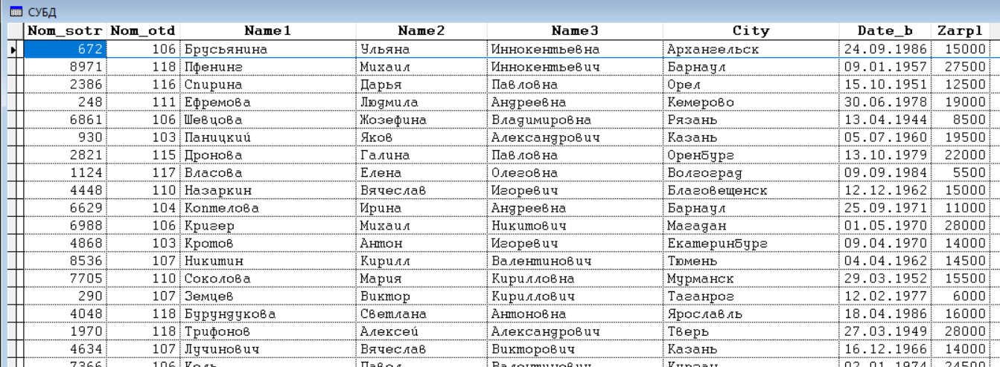 СУБД
Nom_sotr Nom_otd Name1 Name2 Name3 City Date_b Zarpl
672 106 Брусьянина Ульяна Иннокентьевна Архангельск 24.09.1986 15000
8971 118 Пфенинг Михаил Иннокентьевич Барнаул 09.01.1957 27500
2386 116 Спирина Дарья Павловна Орел 15.10.1951 12500
248 111 Ефремова Людмила Андреевна Кемерово 30.06.1978 19000
6861 106 Шевцова Жозефина Владимировна Рязань 13.04.1944 8500
930 103 Паницкий Яков Александрович Казань 05.07.1960 19500
2821 115 Дронова Галина Павловна Оренбург 13.10.1979 22000
1124 117 Власова Елена Олеговна Волгоград 09.09.1984 5500
4448 110 Назаркин Вячеслав Игоревич Благовещенск 12.12.1962 15000
6629 104 Коптелова Ирина Андреевна Барнаул 25.09.1971 11000
6988 106 Кригер Михаил Никитович Магадан 01.05.1970 28000
4868 103 Кротов Антон Игоревич Екатеринбург 09.04.1970 14000
8536 107 Никитин Кирилл Валентинович Тюмень 04.04.1962 14500
7705 110 Соколова Мария Кирилловна Мурманск 29.03.1952 15500
290 107 Земцев Виктор Кириллович Таганрог 12.02.1977 6000
4048 118 Бурундукова Светлана Антоновна Ярославль 18.04.1986 16000
1970 118 Трифонов Алексей Александрович Тверь 27.03.1949 28000
4634 107 Лучинович Вячеслав Викторович Казань 16.12.1966 14000
7366 106 Павел Валентинович Курган 02.01.1974 24500